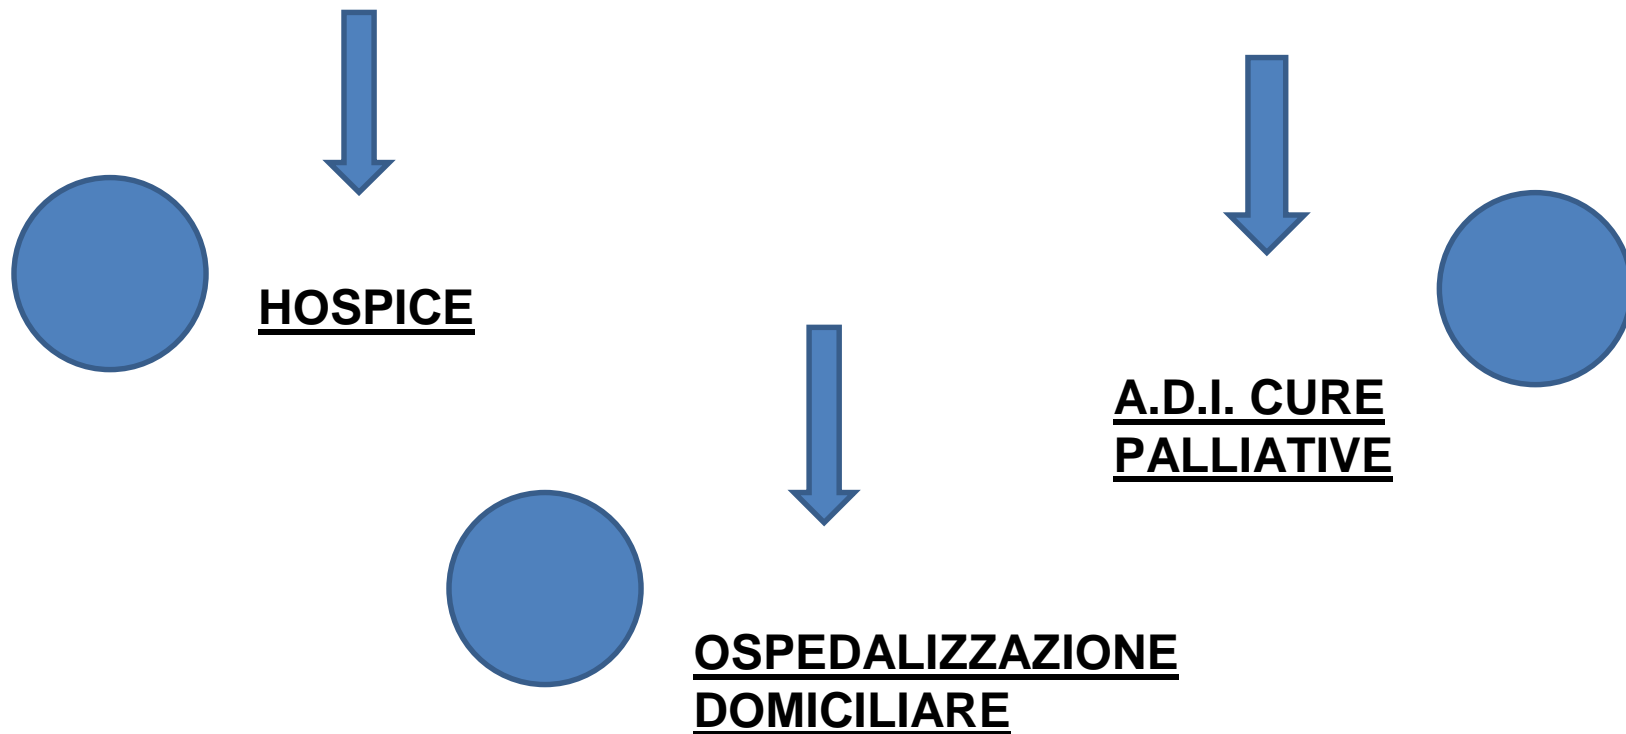 HOSPICE
A.D.I. CURE
PALLIATIVE
OSPEDALIZZAZIONE
DOMICILIARE